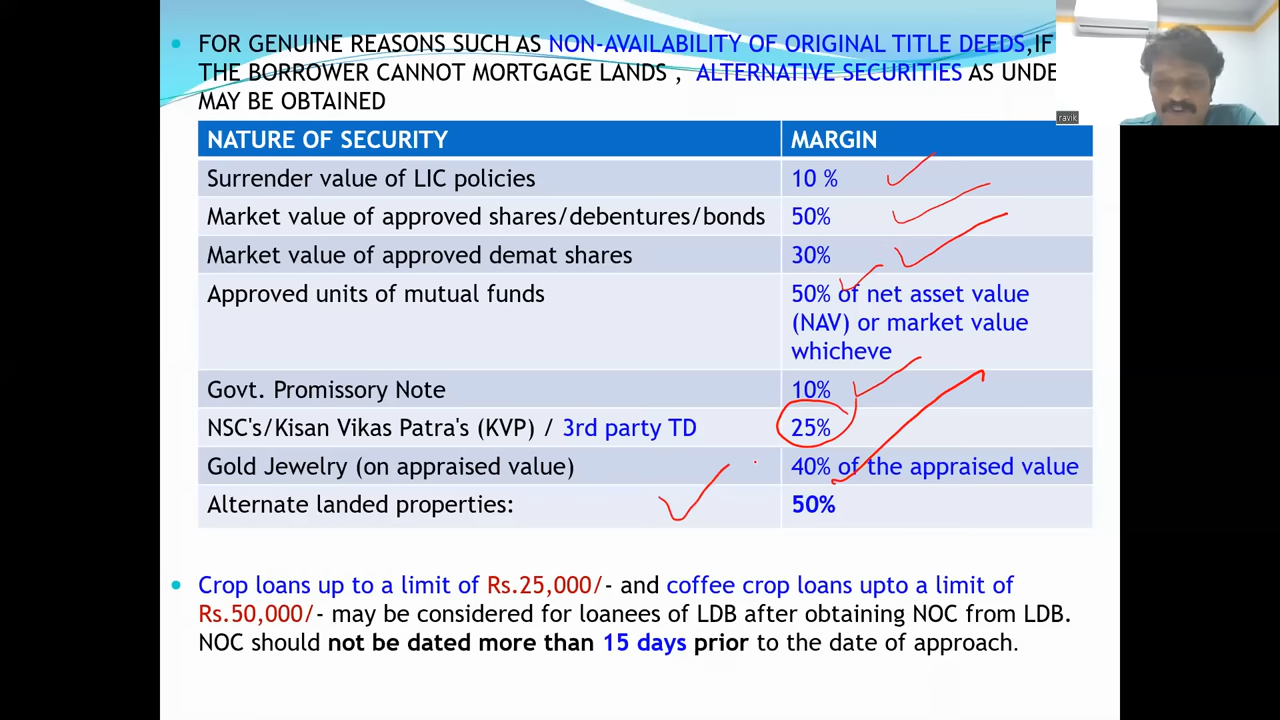 FOR GENUINE REASONS SUCH AS NON-AVAILABILITY OF ORIGINAL TITLE DEEDS,IF
THE BORROWER CANNOT MORTGAGE LANDS , ALTERNATIVE SECURITIES AS UNDE
MAY BE OBTAINED
ravik
NATURE OF SECURITY MARGIN
Surrender value of LIC policies 10 %
Market value of approved shares/debentures/bonds 50%
Market value of approved demat shares 30%
Approved units of mutual funds 50% of net asset value
(NAV) or market value
whicheve
Govt. Promissory Note 10%
NSC's/Kisan Vikas Patra's (KVP) / 3rd party TD 25%
Gold Jewelry (on appraised value) 40% of the appraised value
Alternate landed properties: 50%
Crop loans up to a limit of Rs.25,000/- and coffee crop loans upto a limit of
Rs.50,000/- may be considered for loanees of LDB after obtaining NOC from LDB.
NOC should not be dated more than 15 days prior to the date of approach.